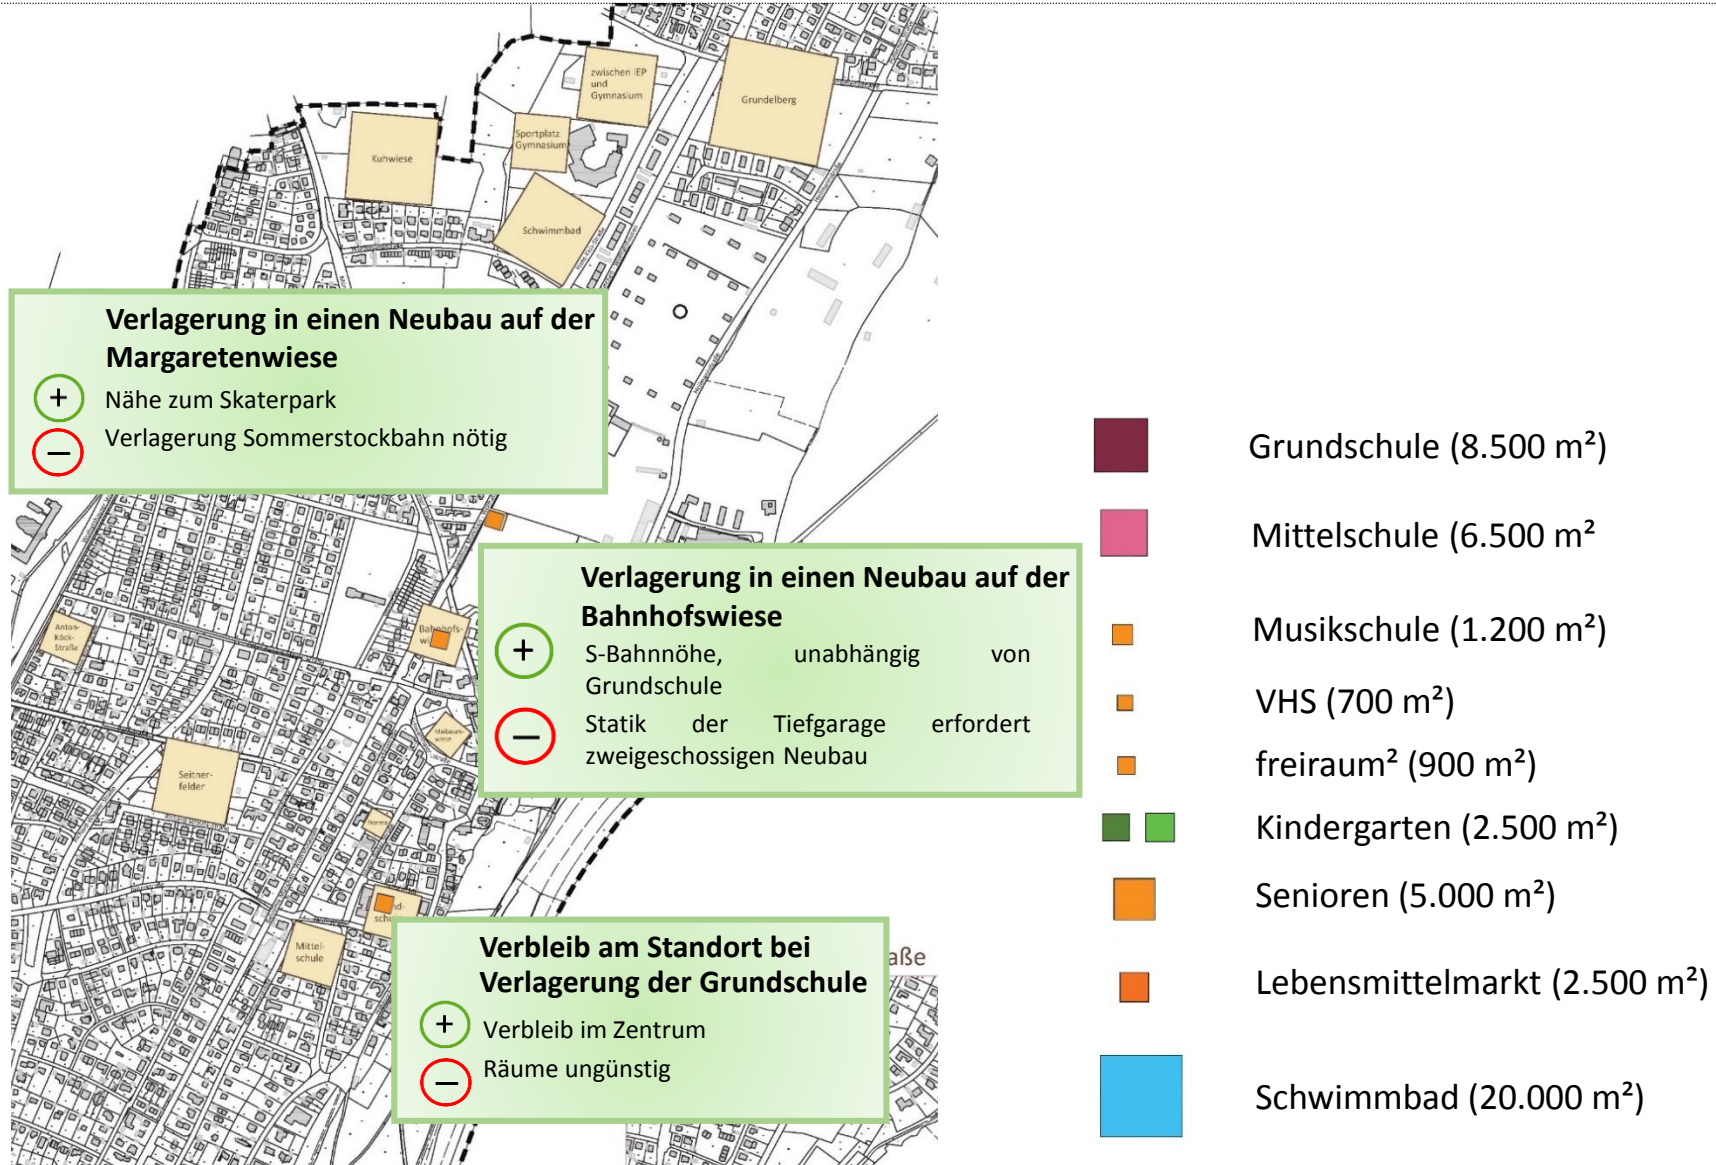 zwischen IEP
und
Gymnasium
Grundelberg
Sportplatz
Gymnasium
Kuhwiese
Schwimmbad
Verlagerung in einen Neubau auf der
Margaretenwiese
+ Nähe zum Skaterpark
– Verlagerung Sommerstockbahn nötig
Anton-
Köck-
Straße
Verlagerung in einen Neubau auf der
Bahnhofswiese
+ S-Bahnnöhe, unabhängig von
Grundschule
– Statik der Tiefgarage erfordert
zweigeschossigen Neubau
Seitner-
felder
Norma
Mittel-
schule
Verbleib am Standort bei
Verlagerung der Grundschule
+ Verbleib im Zentrum
– Räume ungünstig
aße
Grundschule (8.500 m²)
Mittelschule (6.500 m²
Musikschule (1.200 m²)
VHS (700 m²)
freiraum² (900 m²)
Kindergarten (2.500 m²)
Senioren (5.000 m²)
Lebensmittelmarkt (2.500 m²)
Schwimmbad (20.000 m²)